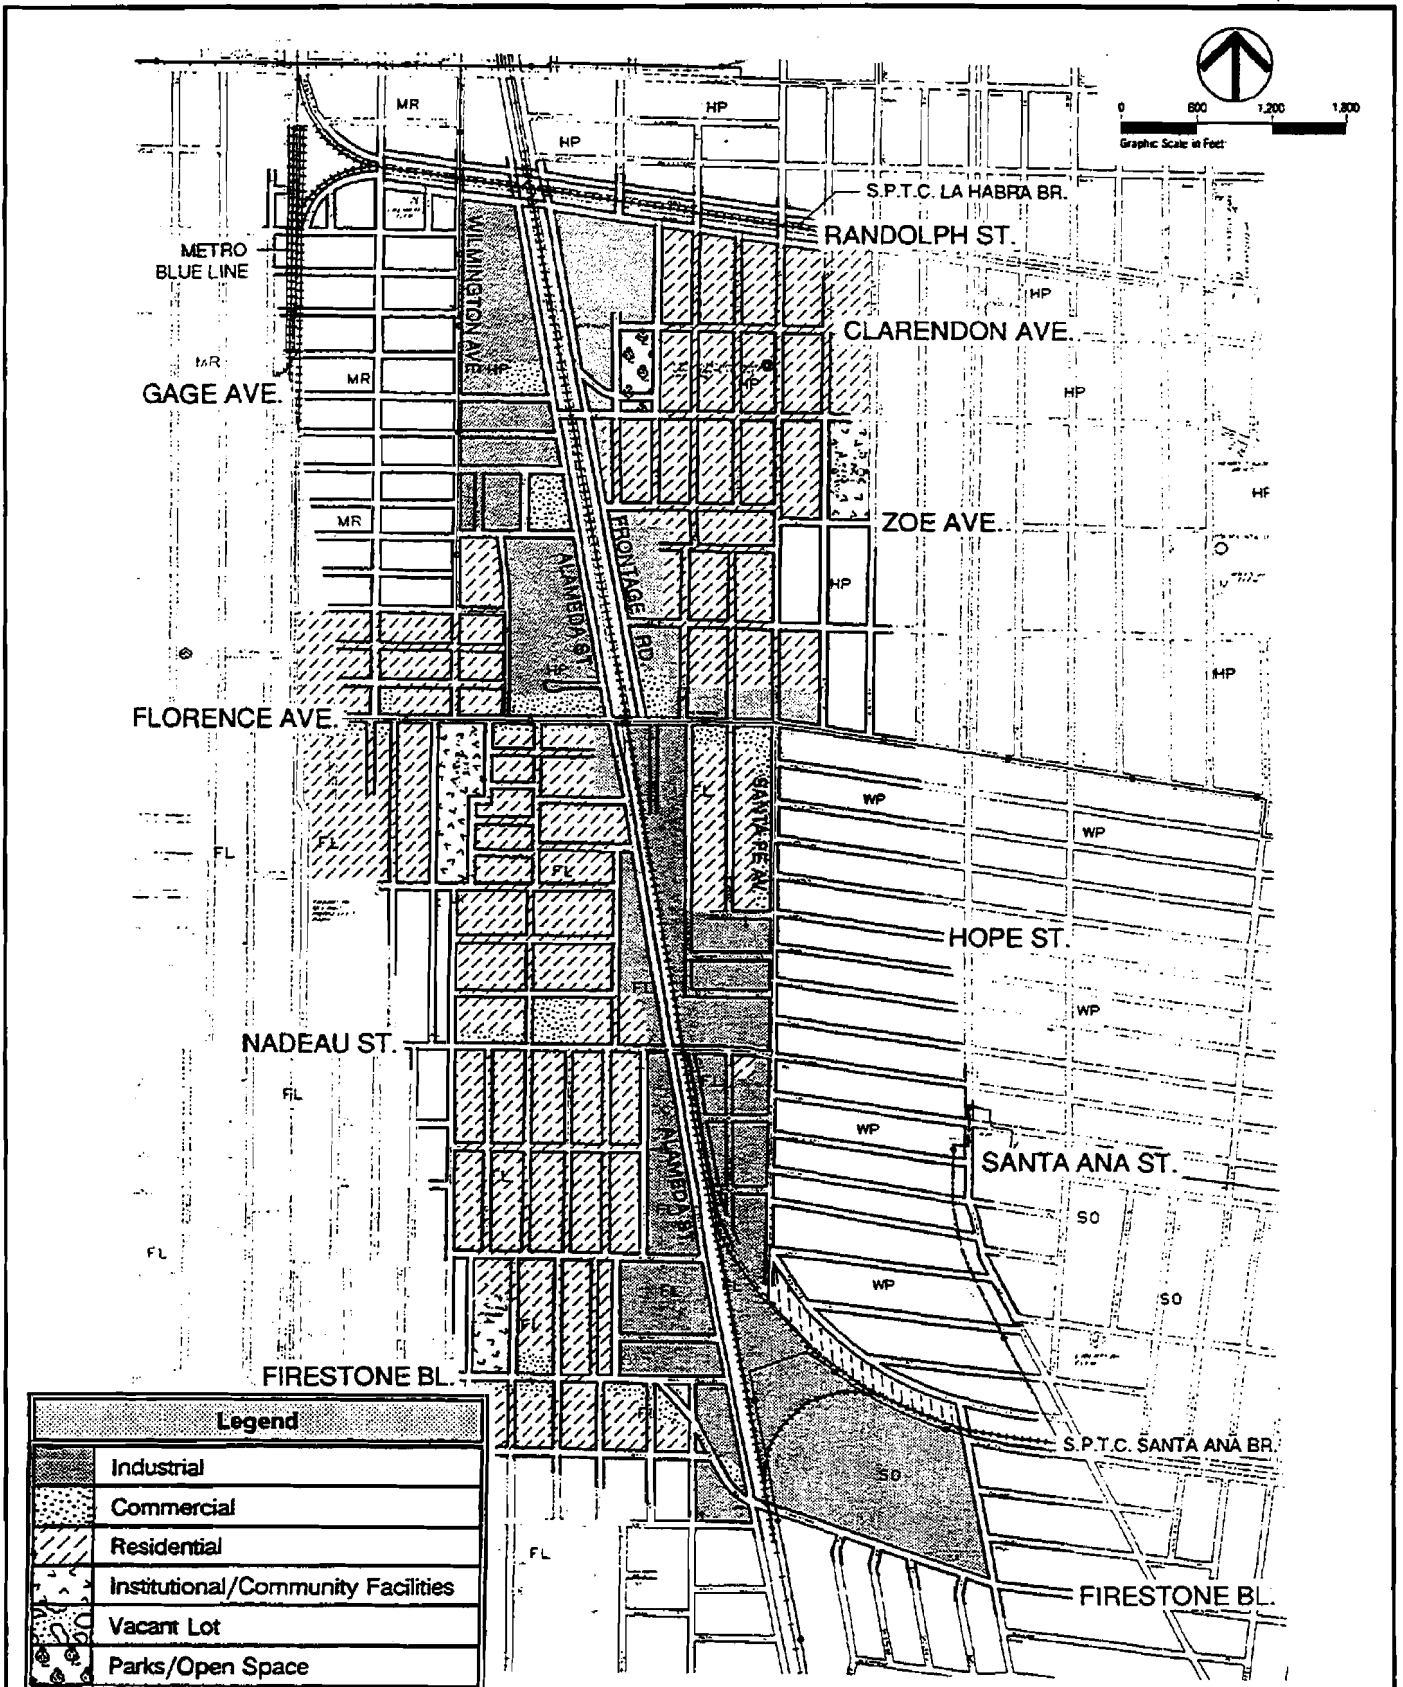 0 600 1,200 1,800
Graphic Scale in Feet
MR
HP
HP
S.P.T.C. LA HABRA BR.
RANDOLPH ST.
METRO
BLUE LINE
WILMINGTON AVE
HP
CLARENDON AVE.
MR
MR
HP
HP
HP
GAGE AVE.
MR
ZOE AVE.
FRONTAGE RD
ALAMEDA ST
HP
HP
HP
FLORENCE AVE.
FL
SANTA FE AV.
WP
WP
FL
FL
FL
HOPE ST.
FL
WP
NADEAU ST.
FL
FL
ALAMEDA ST
WP
SANTA ANA ST.
SO
FL
FL
WP
SO
FL
FIRESTONE BL.
S.P.T.C. SANTA ANA BR.
SO
FL
FIRESTONE BL.
Legend
Industrial
Commercial
Residential
Institutional/Community Facilities
Vacant Lot
Parks/Open Space